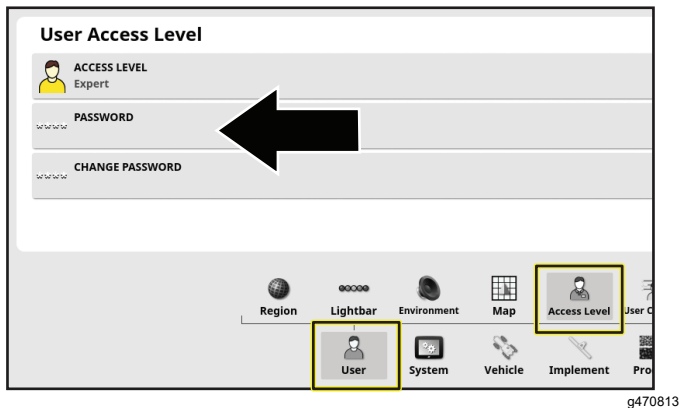 User Access Level
ACCESS LEVEL
Expert
PASSWORD
CHANGE PASSWORD
Region Lightbar Environment Map Access Level User
User System Vehicle Implement
g470813